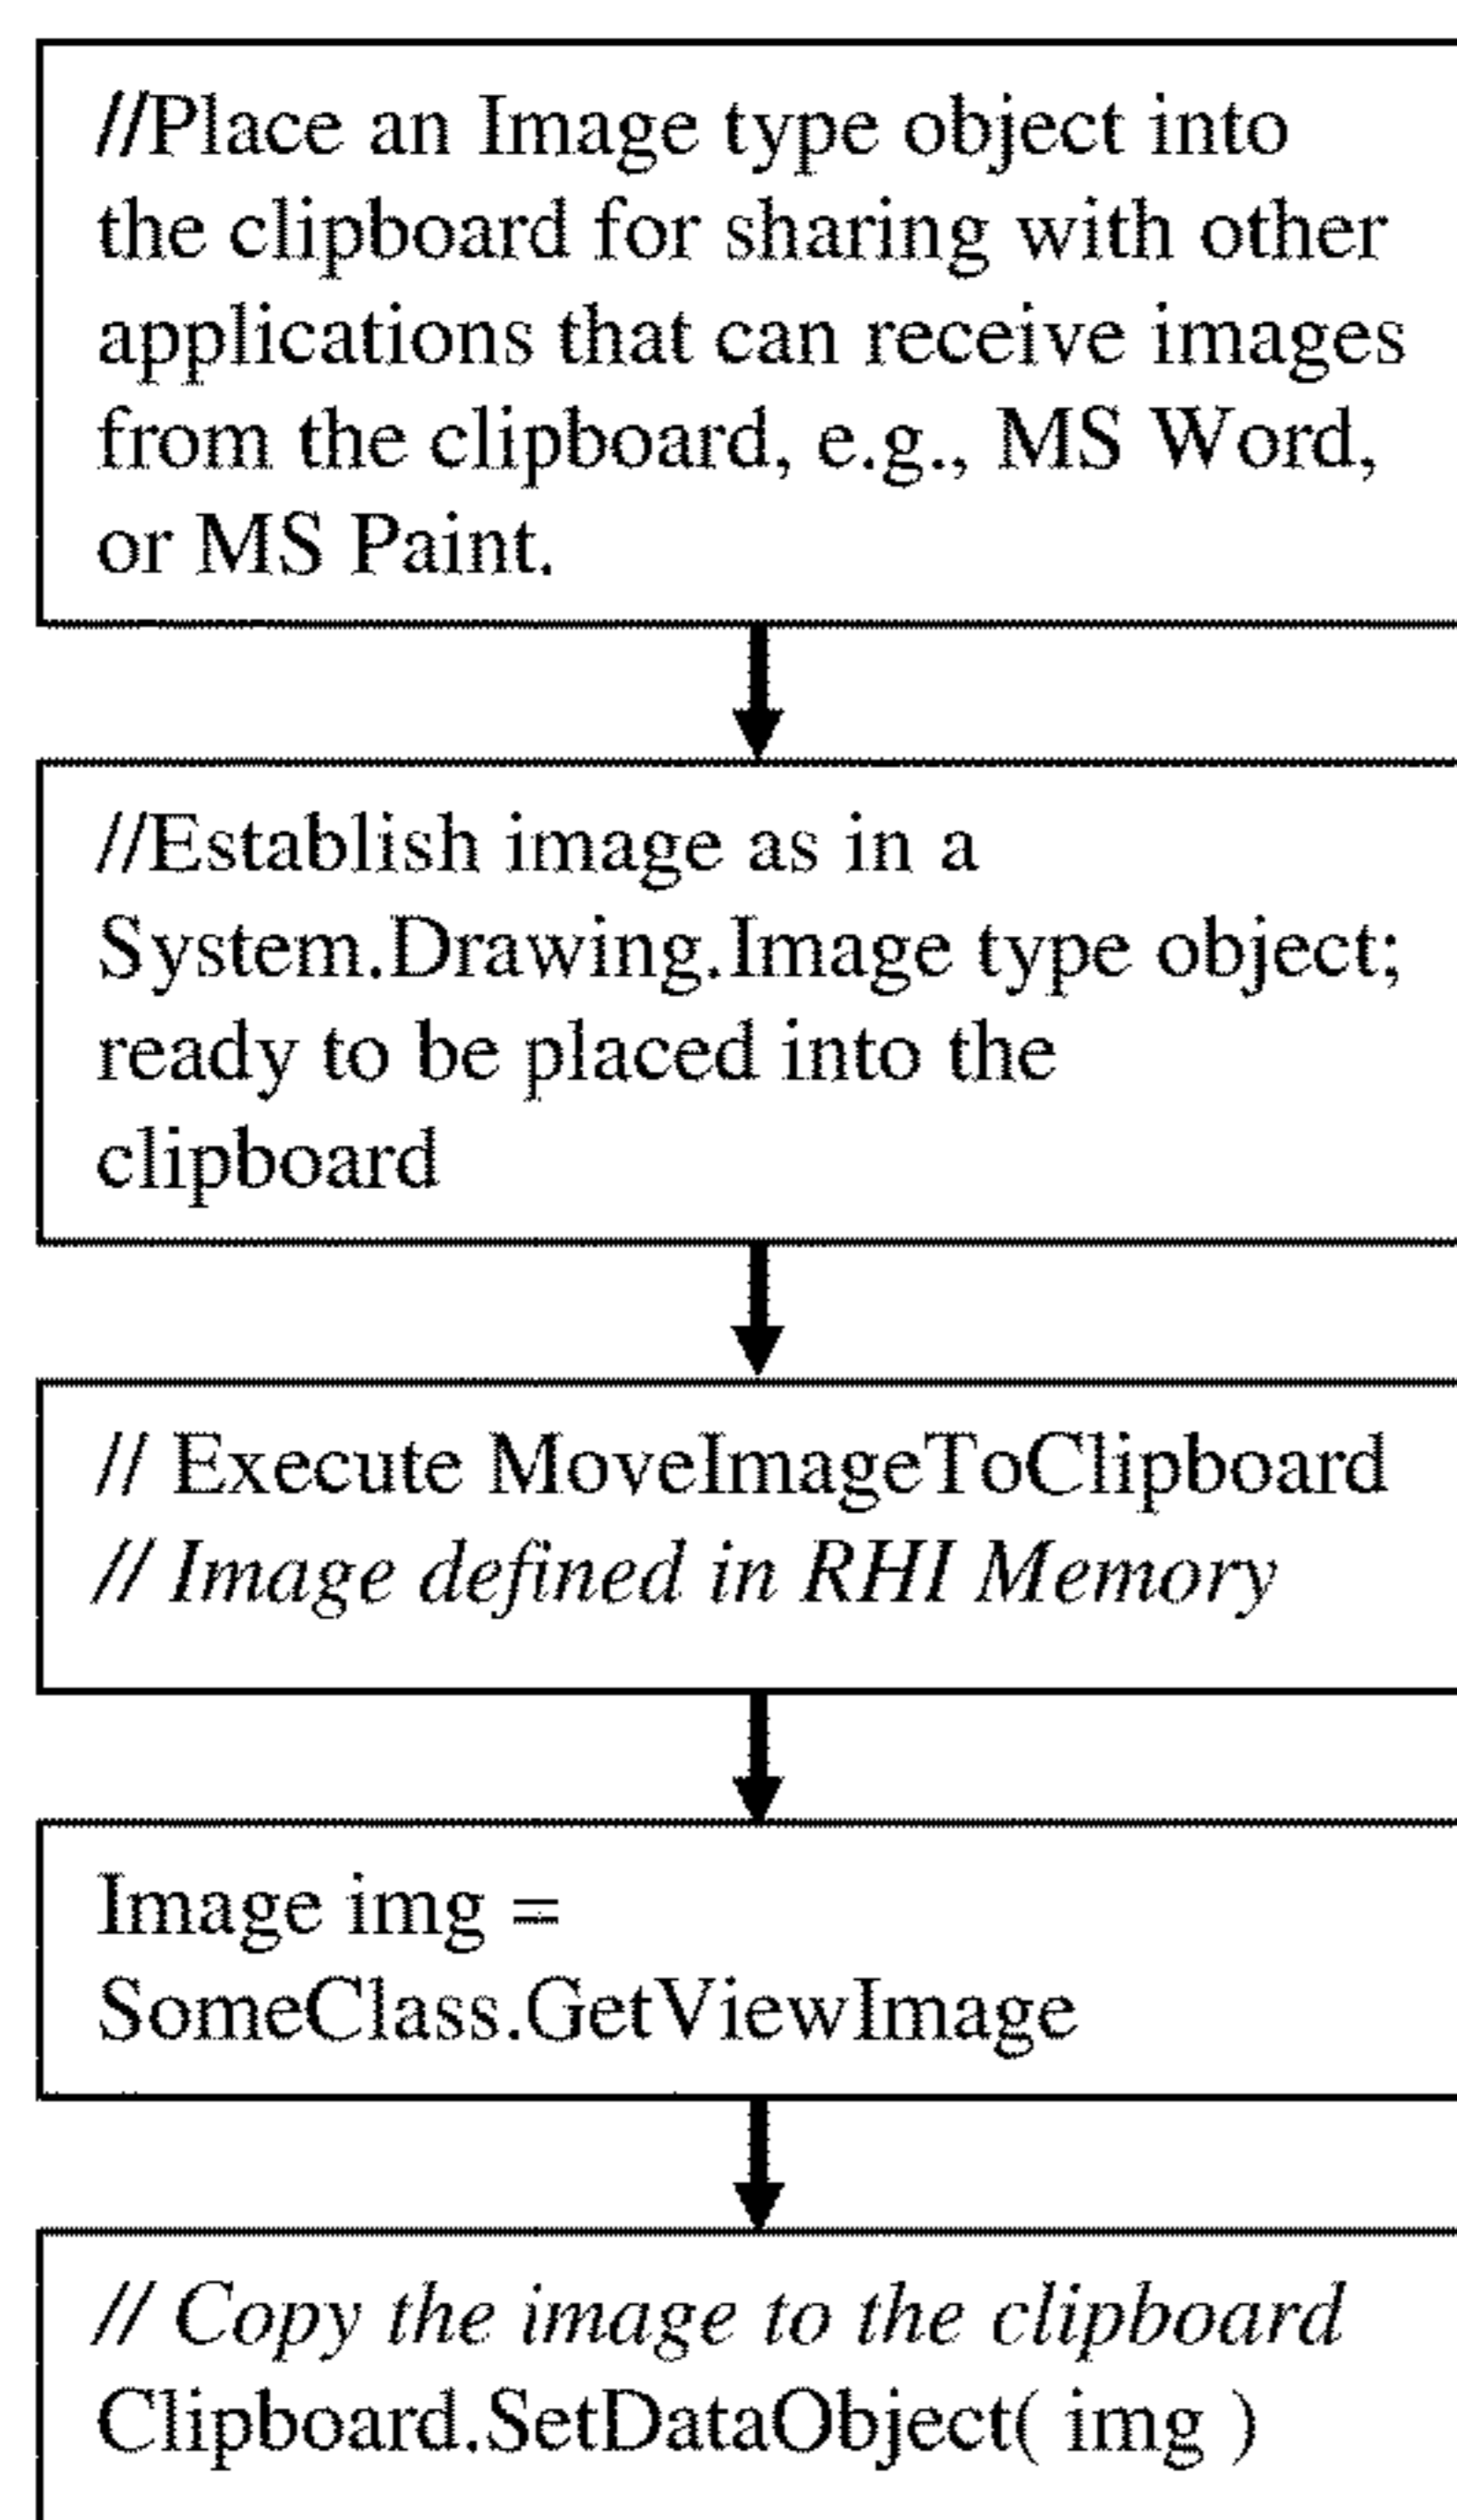 //Place an Image type object into
the clipboard for sharing with other
applications that can receive images
from the clipboard, e.g., MS Word,
or MS Paint.
//Establish image as in a
System.Drawing.Image type object;
ready to be placed into the
clipboard
// Execute MoveImageToClipboard
// Image defined in RHI Memory
Image img =
SomeClass.GetViewImage
// Copy the image to the clipboard
Clipboard.SetDataObject( img )